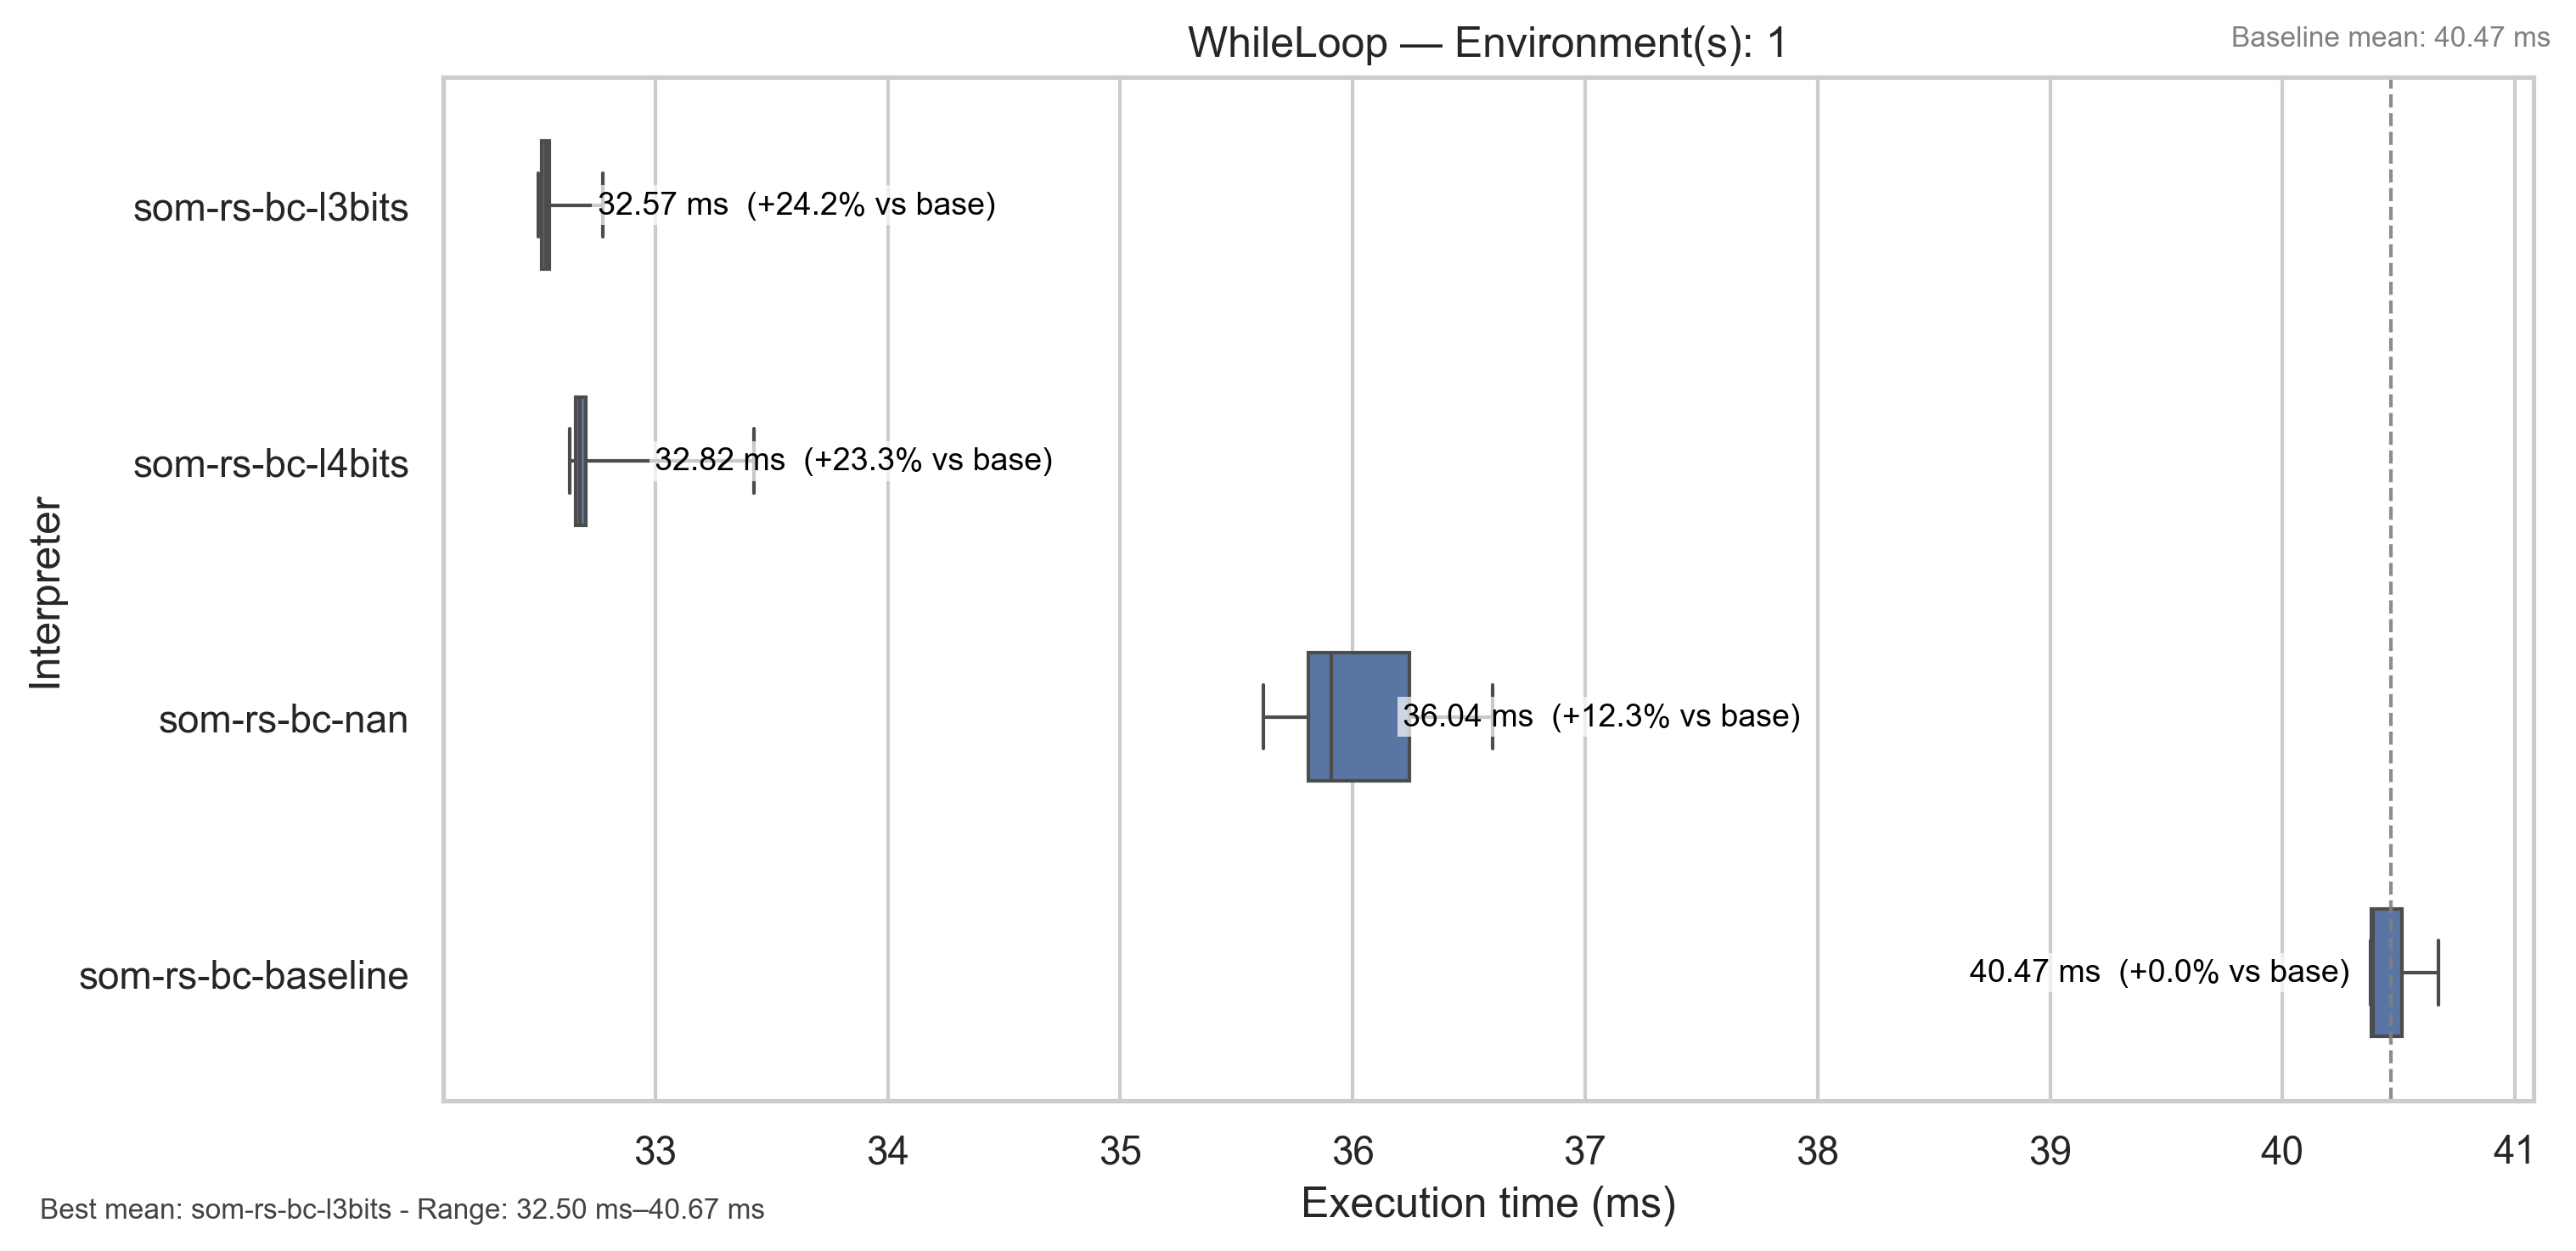 WhileLoop — Environment(s): 1
Baseline mean: 40.47 ms
Interpreter
som-rs-bc-l3bits
32.57 ms (+24.2% vs base)
som-rs-bc-l4bits
32.82 ms (+23.3% vs base)
som-rs-bc-nan
36.04 ms (+12.3% vs base)
som-rs-bc-baseline
40.47 ms (+0.0% vs base)
33 34 35 36 37 38 39 40 41
Execution time (ms)
Best mean: som-rs-bc-l3bits - Range: 32.50 ms–40.67 ms